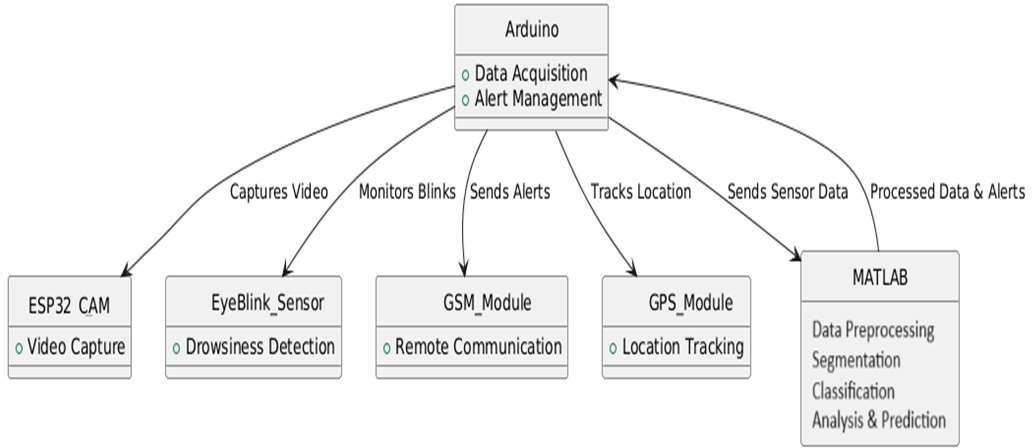 Arduino
Data Acquisition
Alert Management
Captures Video
Monitors Blinks
Sends Alerts
Tracks Location
Sends Sensor Data
Processed Data & Alerts
ESP32_CAM
Video Capture
EyeBlink_Sensor
Drowsiness Detection
GSM_Module
Remote Communication
GPS_Module
Location Tracking
MATLAB
Data Preprocessing
Segmentation
Classification
Analysis & Prediction